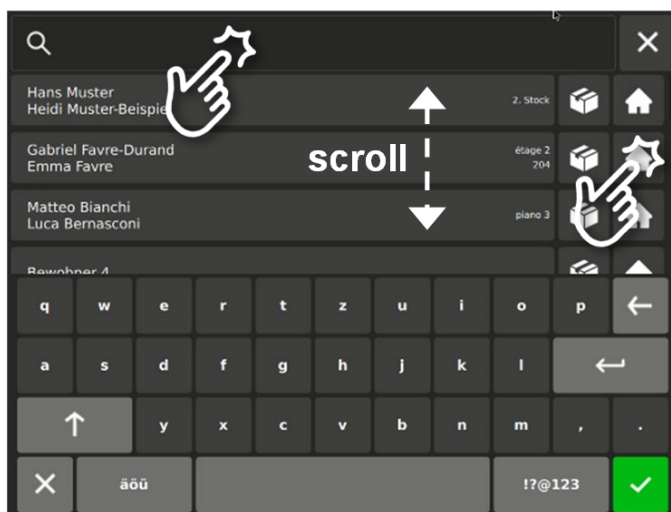 Hans Muster
Heidi Muster-Beispie
2. Stock
Gabriel Favre-Durand
Emma Favre
étage 2
204
scroll
Matteo Bianchi
Luca Bernasconi
piano 3
Bewohner 4
q w e r t z u i o p
a s d f g h j k l
y x c v b n m , .
äöü
!?@123